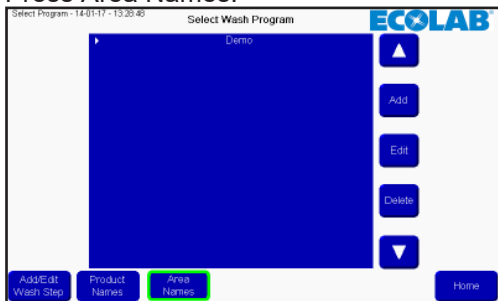 Press Area Names.
Select Program - 14-01-17 - 13:28:48
Select Wash Program
ECOLAB
Demo
Add
Edit
Delete
Add/Edit
Wash Step
Product
Names
Area
Names
Home